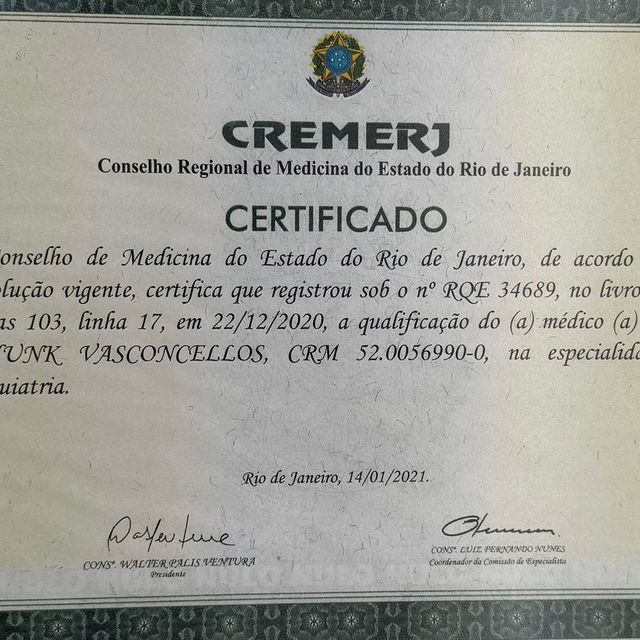 CREMERJ
Conselho Regional de Medicina do Estado do Rio de Janeiro
CERTIFICADO
onselho de Medicina do Estado do Rio de Janeiro, de acordo
olução vigente, certifica que registrou sob o nº RQE 34689, no livro
as 103, linha 17, em 22/12/2020, a qualificação do (a) médico (a)
UNK VASCONCELLOS, CRM 52.0056990-0, na especialida
uiatria.
Rio de Janeiro, 14/01/2021.
CONSº. WALTER PALIS VENTURA
Presidente
CONSº. LUIZ FERNANDO NUNES
Coordenador da Comissão de Especialista